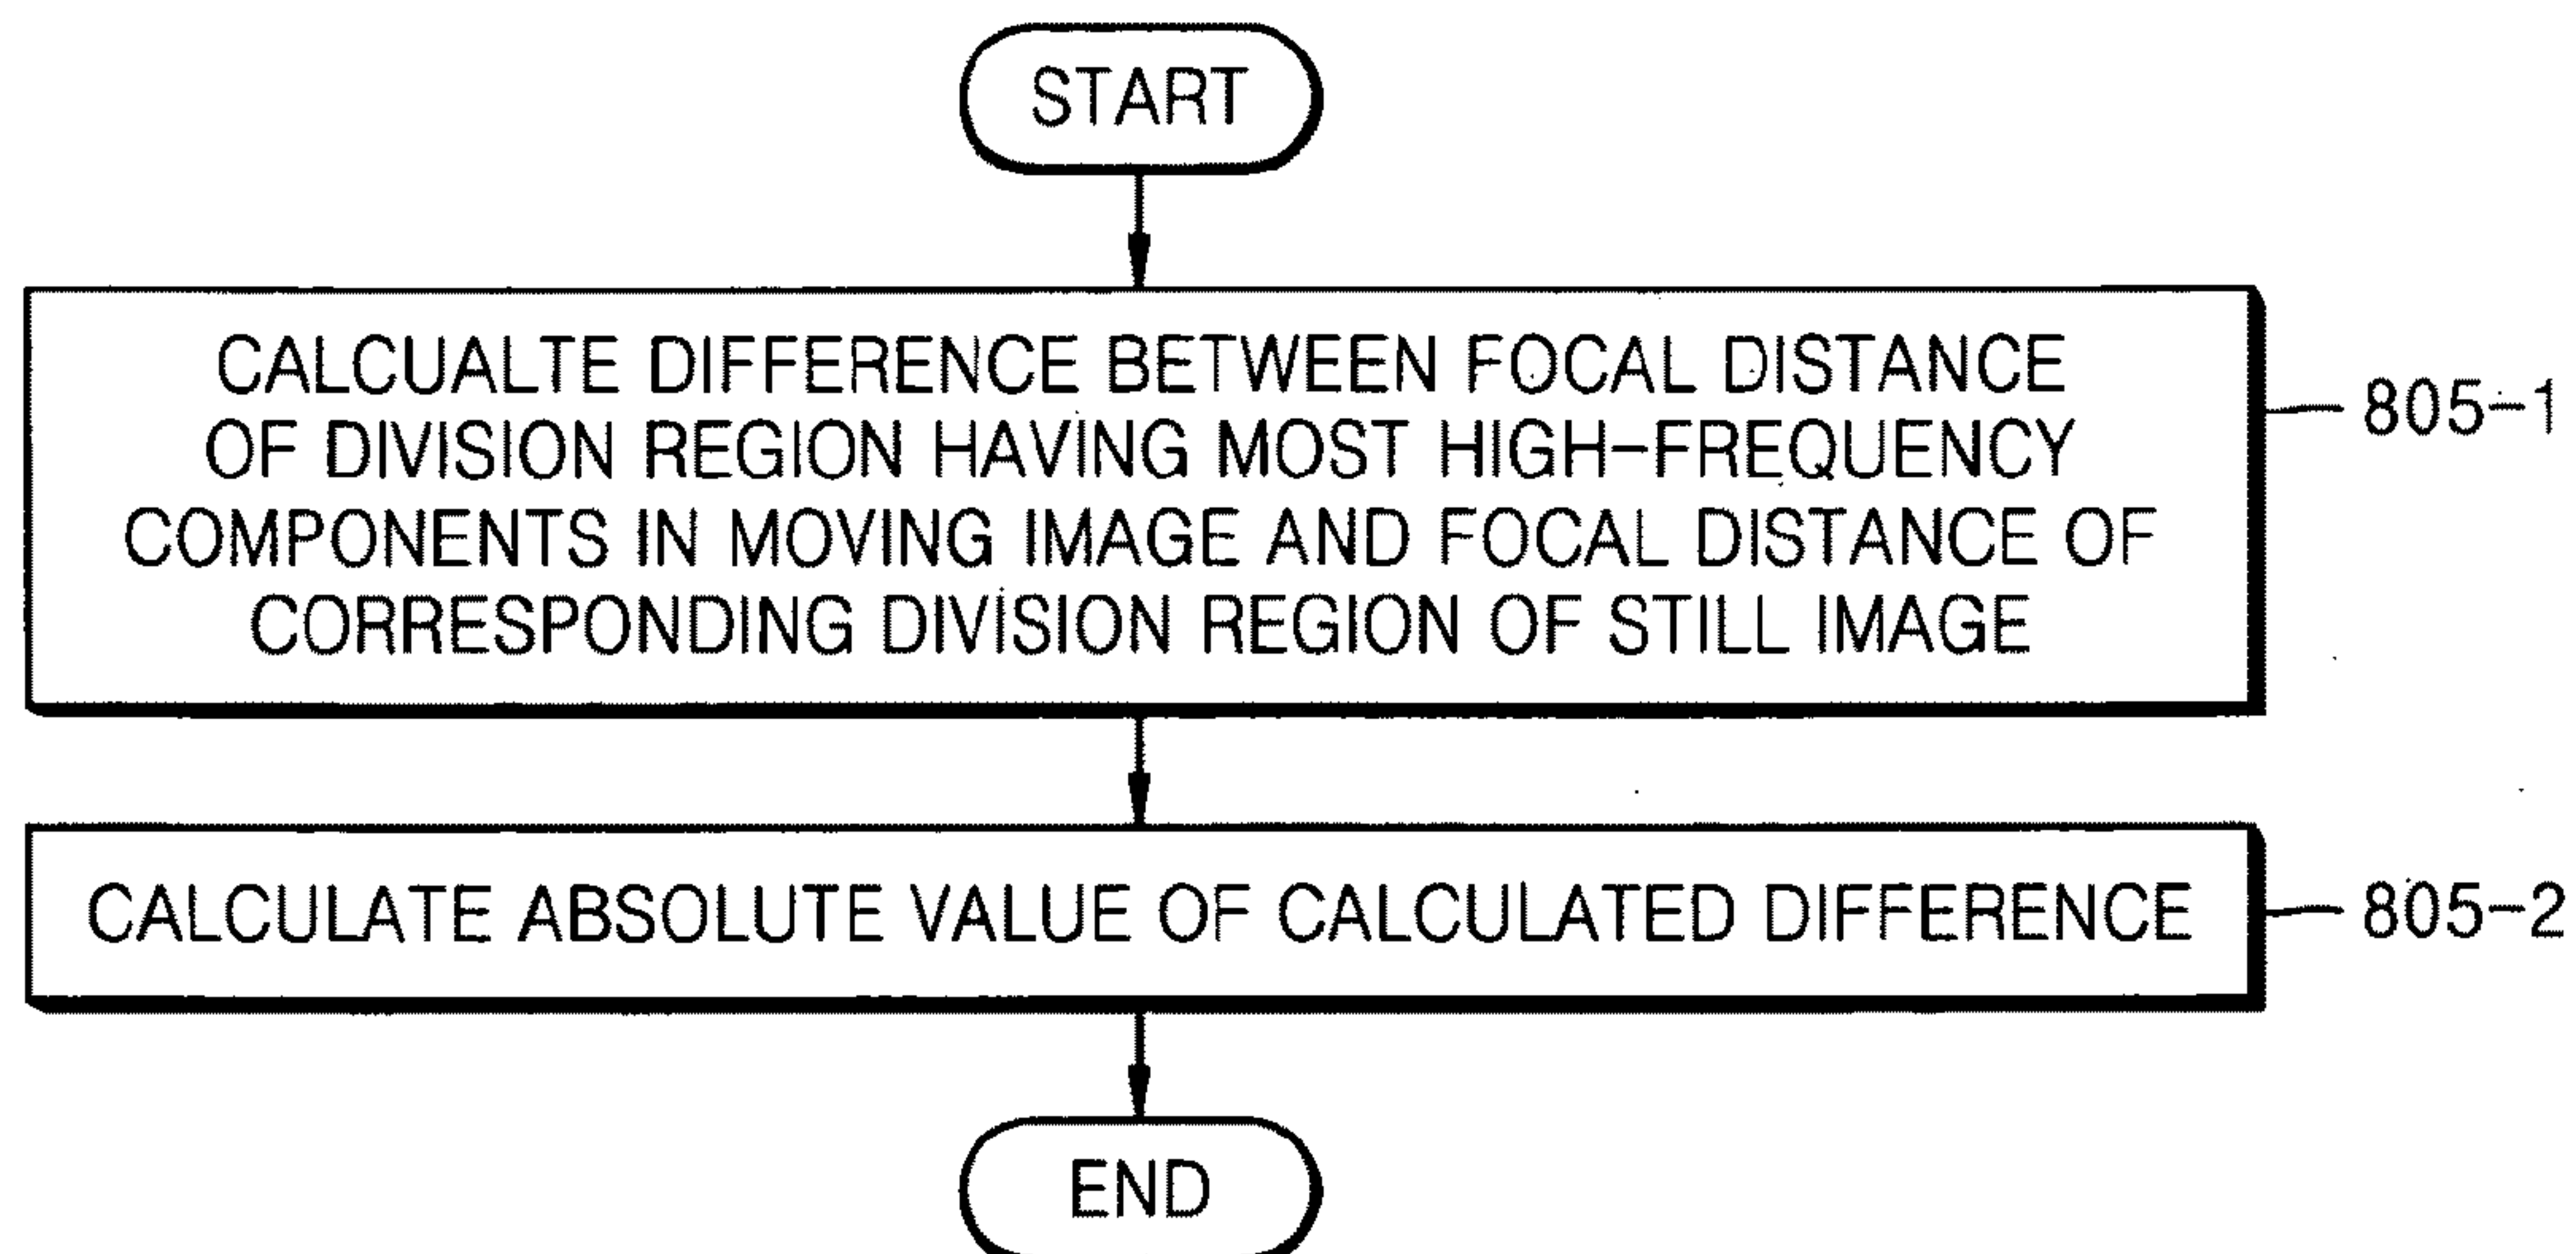 START
CALCUALTE DIFFERENCE BETWEEN FOCAL DISTANCE
OF DIVISION REGION HAVING MOST HIGH-FREQUENCY
COMPONENTS IN MOVING IMAGE AND FOCAL DISTANCE OF
CORRESPONDING DIVISION REGION OF STILL IMAGE
805-1
CALCULATE ABSOLUTE VALUE OF CALCULATED DIFFERENCE
805-2
END